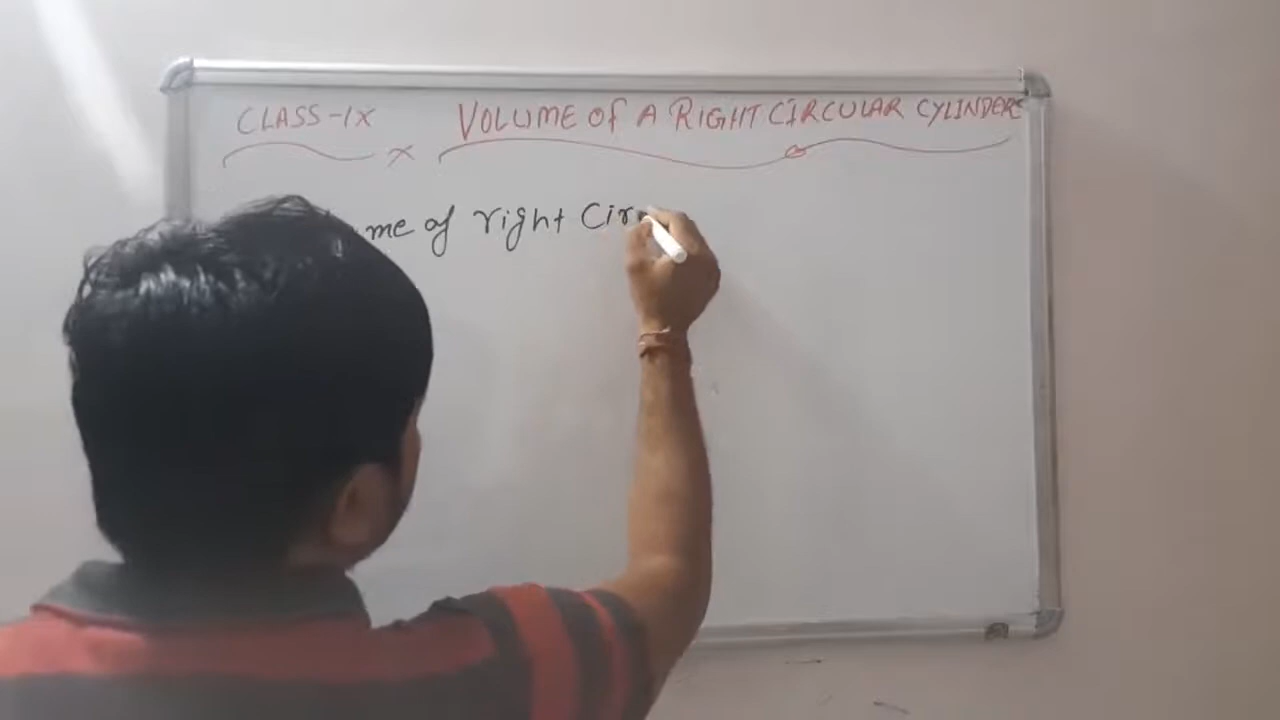 CLASS-IX VOLUME OF A RIGHT CIRCULAR CYLINDERS
me of right Cir